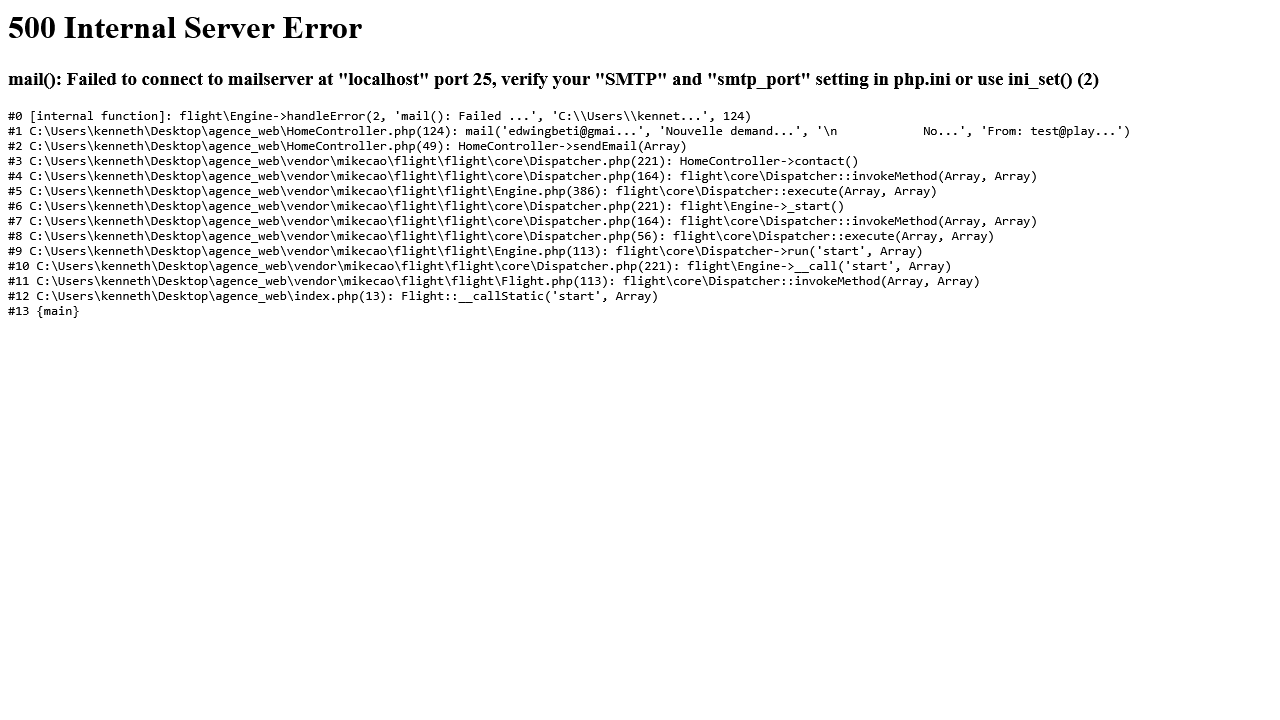 500 Internal Server Error
mail(): Failed to connect to mailserver at "localhost" port 25, verify your "SMTP" and "smtp_port" setting in php.ini or use ini_set() (2)
#0 [internal function]: flight\Engine->handleError(2, 'mail(): Failed ...', 'C:\\Users\\kennet...', 124)
#1 C:\Users\kenneth\Desktop\agence_web\HomeController.php(124): mail('edwingbeti@gmai...', 'Nouvelle demand...', '\n            No...', 'From: test@play...')
#2 C:\Users\kenneth\Desktop\agence_web\HomeController.php(49): HomeController->sendEmail(Array)
#3 C:\Users\kenneth\Desktop\agence_web\vendor\mikecao\flight\flight\core\Dispatcher.php(221): HomeController->contact()
#4 C:\Users\kenneth\Desktop\agence_web\vendor\mikecao\flight\flight\core\Dispatcher.php(164): flight\core\Dispatcher::invokeMethod(Array, Array)
#5 C:\Users\kenneth\Desktop\agence_web\vendor\mikecao\flight\flight\Engine.php(386): flight\core\Dispatcher::execute(Array, Array)
#6 C:\Users\kenneth\Desktop\agence_web\vendor\mikecao\flight\flight\core\Dispatcher.php(221): flight\Engine->_start()
#7 C:\Users\kenneth\Desktop\agence_web\vendor\mikecao\flight\flight\core\Dispatcher.php(164): flight\core\Dispatcher::invokeMethod(Array, Array)
#8 C:\Users\kenneth\Desktop\agence_web\vendor\mikecao\flight\flight\core\Dispatcher.php(56): flight\core\Dispatcher::execute(Array, Array)
#9 C:\Users\kenneth\Desktop\agence_web\vendor\mikecao\flight\flight\Engine.php(113): flight\core\Dispatcher->run('start', Array)
#10 C:\Users\kenneth\Desktop\agence_web\vendor\mikecao\flight\flight\core\Dispatcher.php(221): flight\Engine->__call('start', Array)
#11 C:\Users\kenneth\Desktop\agence_web\vendor\mikecao\flight\flight\Flight.php(113): flight\core\Dispatcher::invokeMethod(Array, Array)
#12 C:\Users\kenneth\Desktop\agence_web\index.php(13): Flight::__callStatic('start', Array)
#13 {main}